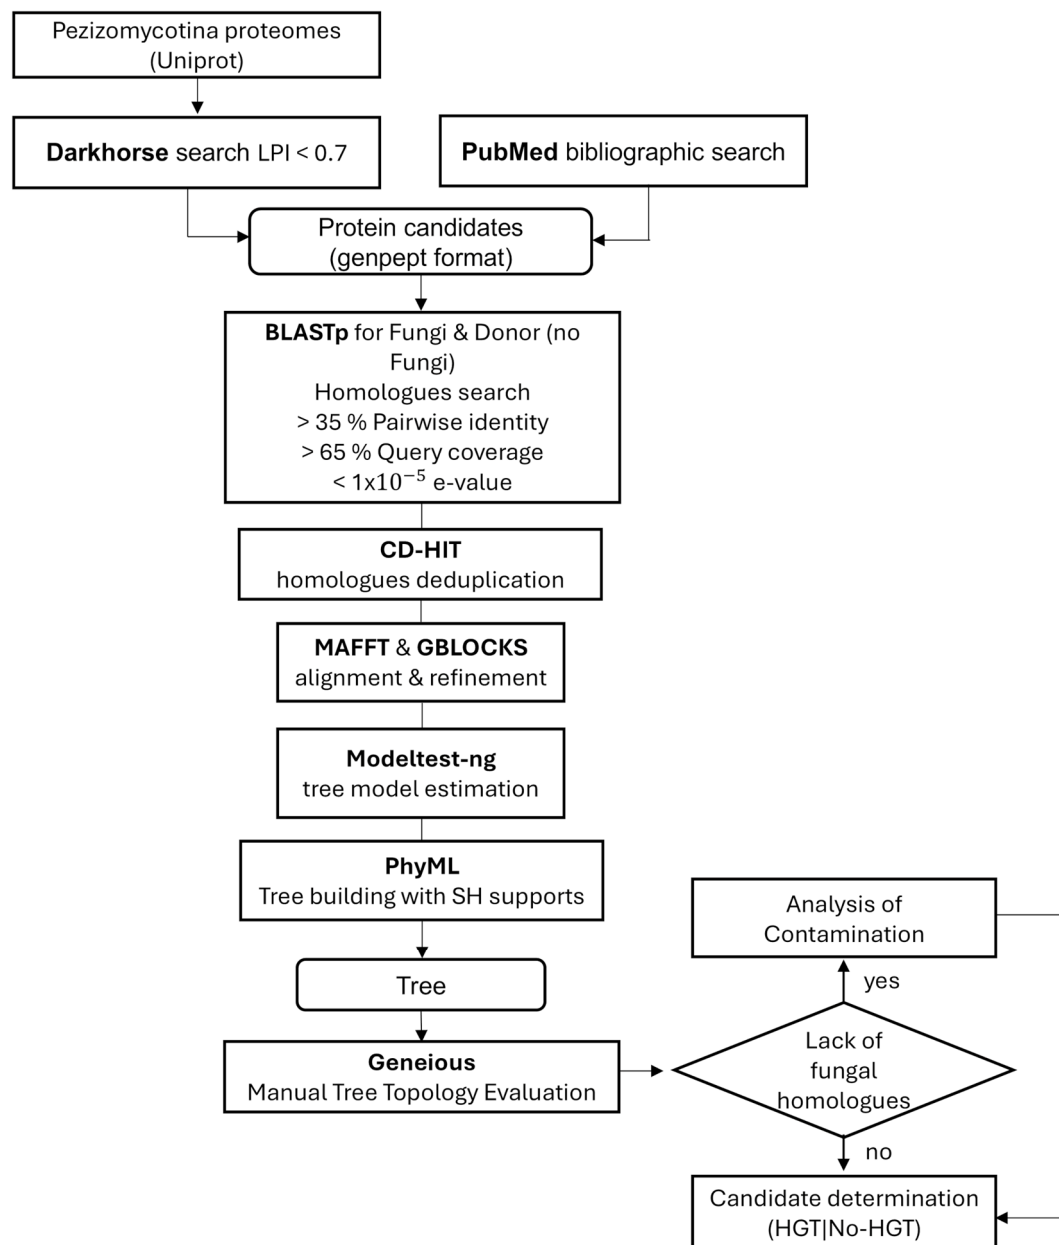 Pezizomycotina proteomes
(Uniprot)
Darkhorse search LPI < 0.7
PubMed bibliographic search
Protein candidates
(genpept format)
BLASTp for Fungi & Donor (no
Fungi)
Homologues search
> 35 % Pairwise identity
> 65 % Query coverage
< 1x10⁻⁵ e-value
CD-HIT
homologues deduplication
MAFFT & GBLOCKS
alignment & refinement
Modeltest-ng
tree model estimation
PhyML
Tree building with SH supports
Tree
Geneious
Manual Tree Topology Evaluation
Analysis of
Contamination
yes
Lack of
fungal
homologues
no
Candidate determination
(HGT|No-HGT)